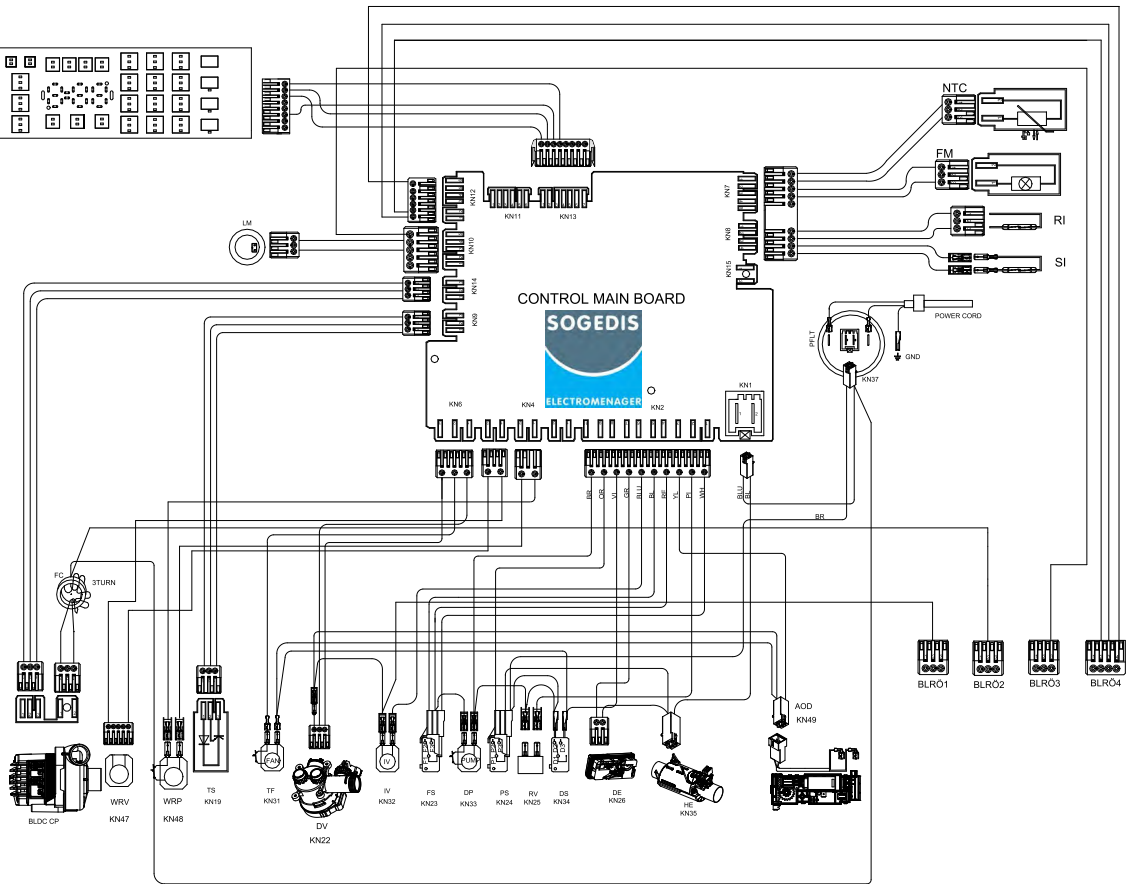 NTC
FM
RI
SI
LM
KN12
KN11
KN13
KN7
KN10
KN8
KN15
KN14
KN9
CONTROL MAIN BOARD
SOGEDIS
ELECTROMENAGER
POWER CORD
PFLT
GND
KN37
KN1
1
2
KN6
KN4
KN2
BR
OR
VI
GR
BLU
BL
YL
PI
WH
BLU
BL
BR
FC
3TURN
BLRÖ1
BLRÖ2
BLRÖ3
BLRÖ4
AOD
KN49
FAN
IV
PUMP
BLDC CP
WRV
KN47
WRP
KN48
TS
KN19
TF
KN31
DV
KN22
IV
KN32
FS
KN23
DP
KN33
PS
KN24
RV
KN25
DS
KN34
DE
KN26
HE
KN35